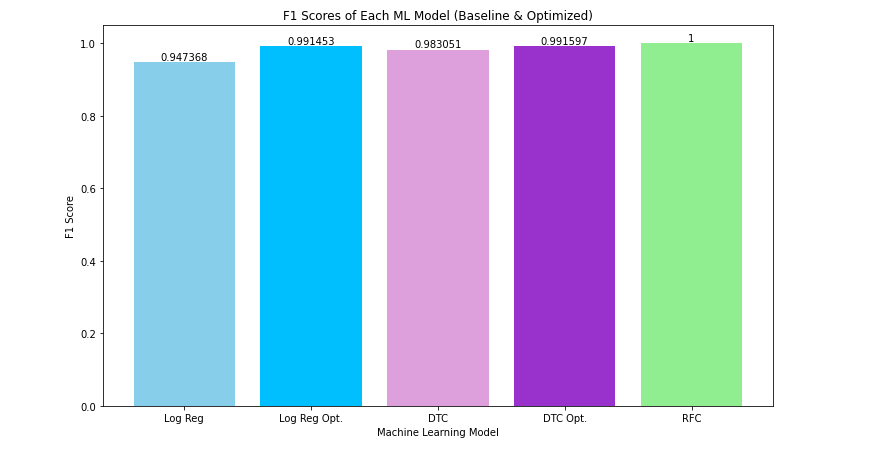 F1 Scores of Each ML Model (Baseline & Optimized)
0.947368
0.991453
0.983051
0.991597
1
1.0
0.8
0.6
0.4
0.2
0.0
F1 Score
Log Reg
Log Reg Opt.
DTC
DTC Opt.
RFC
Machine Learning Model